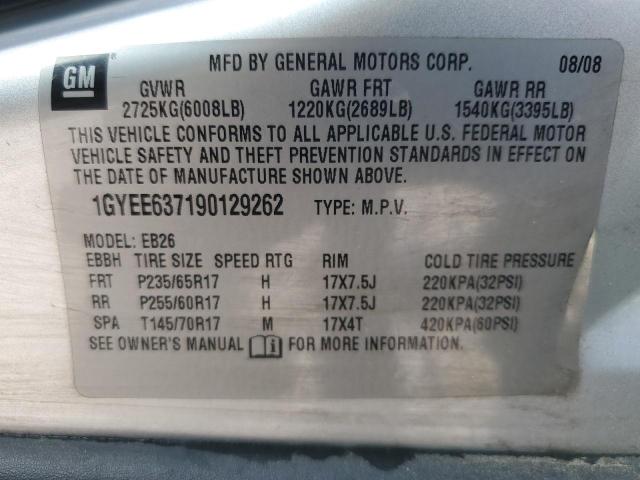 GM
MFD BY GENERAL MOTORS CORP. 08/08
GVWR GAWR FRT GAWR RR
2725KG(6008LB) 1220KG(2689LB) 1540KG(3395LB)
THIS VEHICLE CONFORMS TO ALL APPLICABLE U.S. FEDERAL MOTOR
VEHICLE SAFETY AND THEFT PREVENTION STANDARDS IN EFFECT ON
THE DATE OF MANUFACTURE SHOWN ABOVE.
1GYEE637190129262 TYPE: M.P.V.
MODEL: EB26
EBBH TIRE SIZE SPEED RTG RIM COLD TIRE PRESSURE
FRT P235/65R17 H 17X7.5J 220KPA(32PSI)
RR P255/60R17 H 17X7.5J 220KPA(32PSI)
SPA T145/70R17 M 17X4T 420KPA(60PSI)
SEE OWNER'S MANUAL FOR MORE INFORMATION.